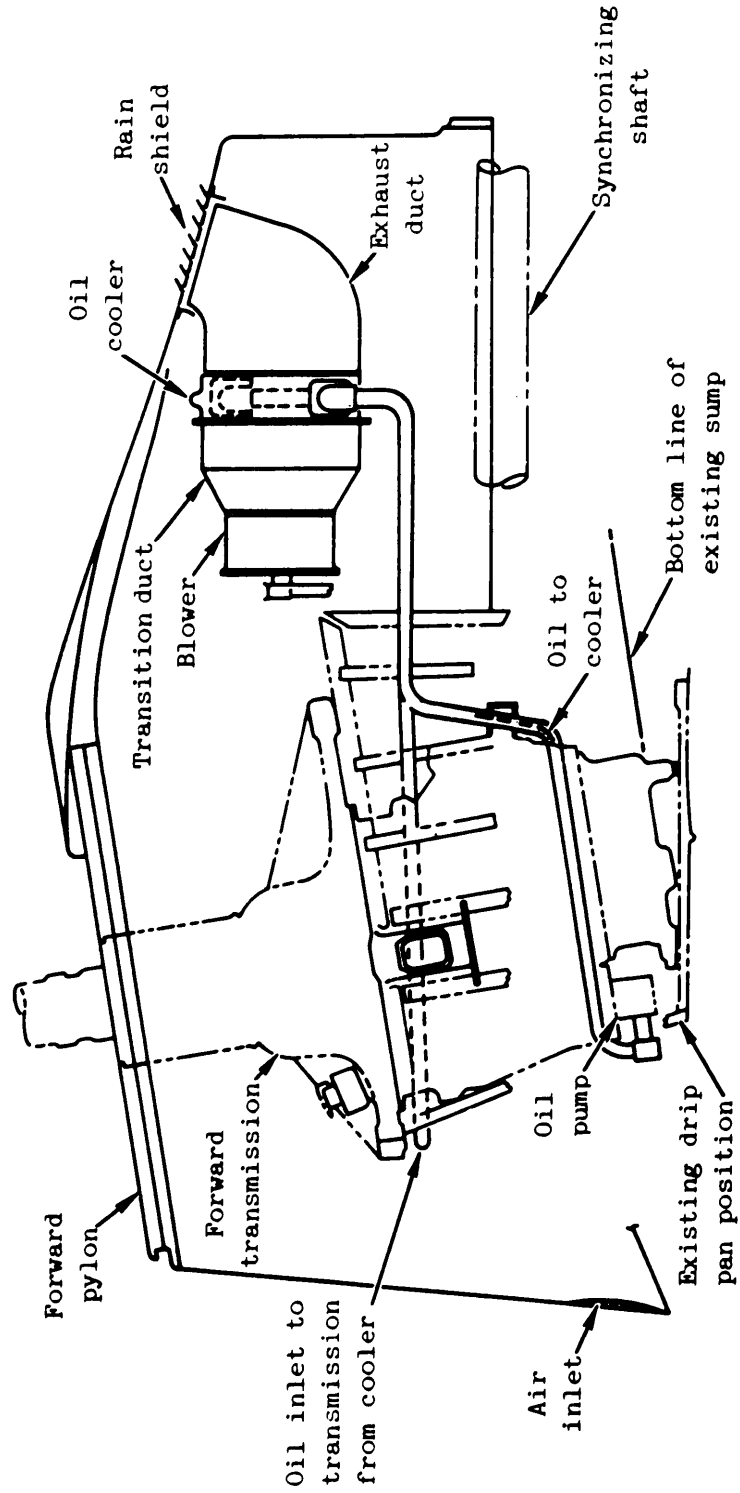 Forward
pylon
Forward
transmission
Oil inlet to
transmission
from cooler
Air
inlet
Transition duct
Blower
Oil
cooler
Rain
shield
Exhaust
duct
Synchronizing
shaft
Oil to
cooler
Bottom line of
existing sump
Oil
pump
Existing drip
pan position